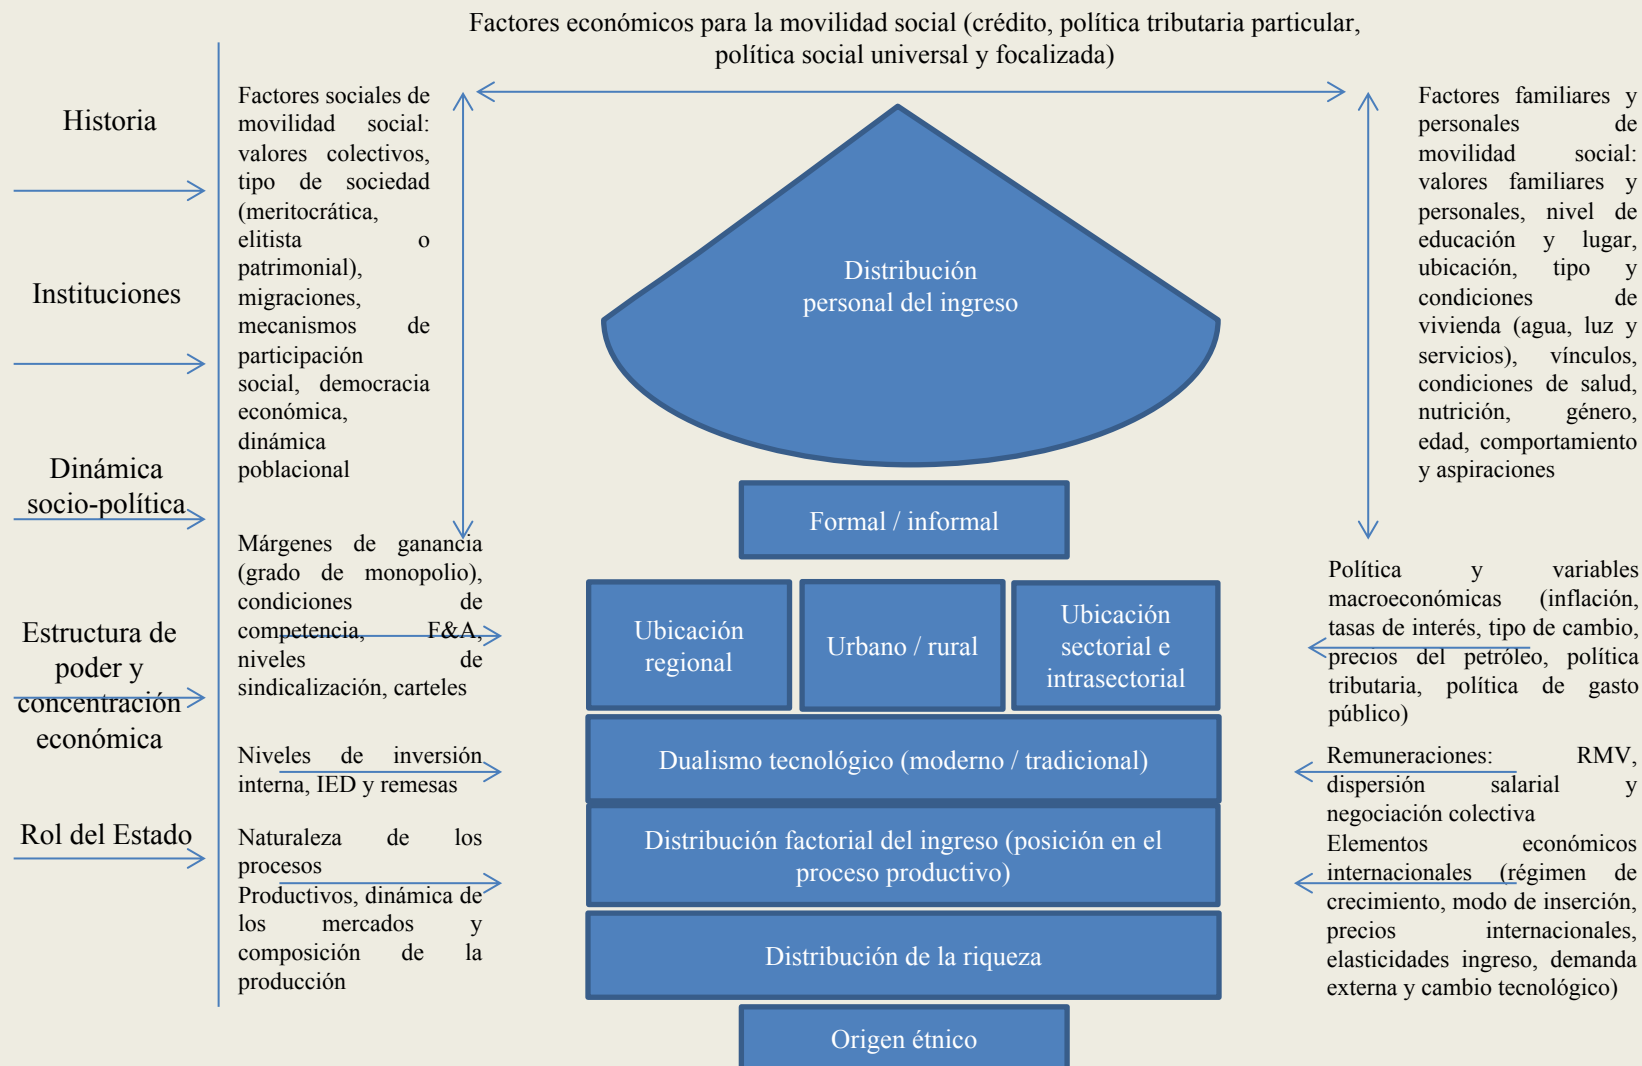 Factores económicos para la movilidad social (crédito, política tributaria particular,
política social universal y focalizada)
Historia
Instituciones
Dinámica
socio-política
Estructura de
poder y
concentración
económica
Rol del Estado
Factores sociales de
movilidad social:
valores colectivos,
tipo de sociedad
(meritocrática,
elitista o
patrimonial),
migraciones,
mecanismos de
participación
social, democracia
económica,
dinámica
poblacional
Márgenes de ganancia
(grado de monopolio),
condiciones de
competencia, F&A,
niveles de
sindicalización, carteles
Niveles de inversión
interna, IED y remesas
Naturaleza de los
procesos
Productivos, dinámica de
los mercados y
composición de la
producción
Distribución
personal del ingreso
Formal / informal
Ubicación
regional
Urbano / rural
Ubicación
sectorial e
intrasectorial
Dualismo tecnológico (moderno / tradicional)
Distribución factorial del ingreso (posición en el
proceso productivo)
Distribución de la riqueza
Origen étnico
Factores familiares y
personales de
movilidad social:
valores familiares y
personales, nivel de
educación y lugar,
ubicación, tipo y
condiciones de
vivienda (agua, luz y
servicios), vínculos,
condiciones de salud,
nutrición, género,
edad, comportamiento
y aspiraciones
Política y variables
macroeconómicas (inflación,
tasas de interés, tipo de cambio,
precios del petróleo, política
tributaria, política de gasto
público)
Remuneraciones: RMV,
dispersión salarial y
negociación colectiva
Elementos económicos
internacionales (régimen de
crecimiento, modo de inserción,
precios internacionales,
elasticidades ingreso, demanda
externa y cambio tecnológico)